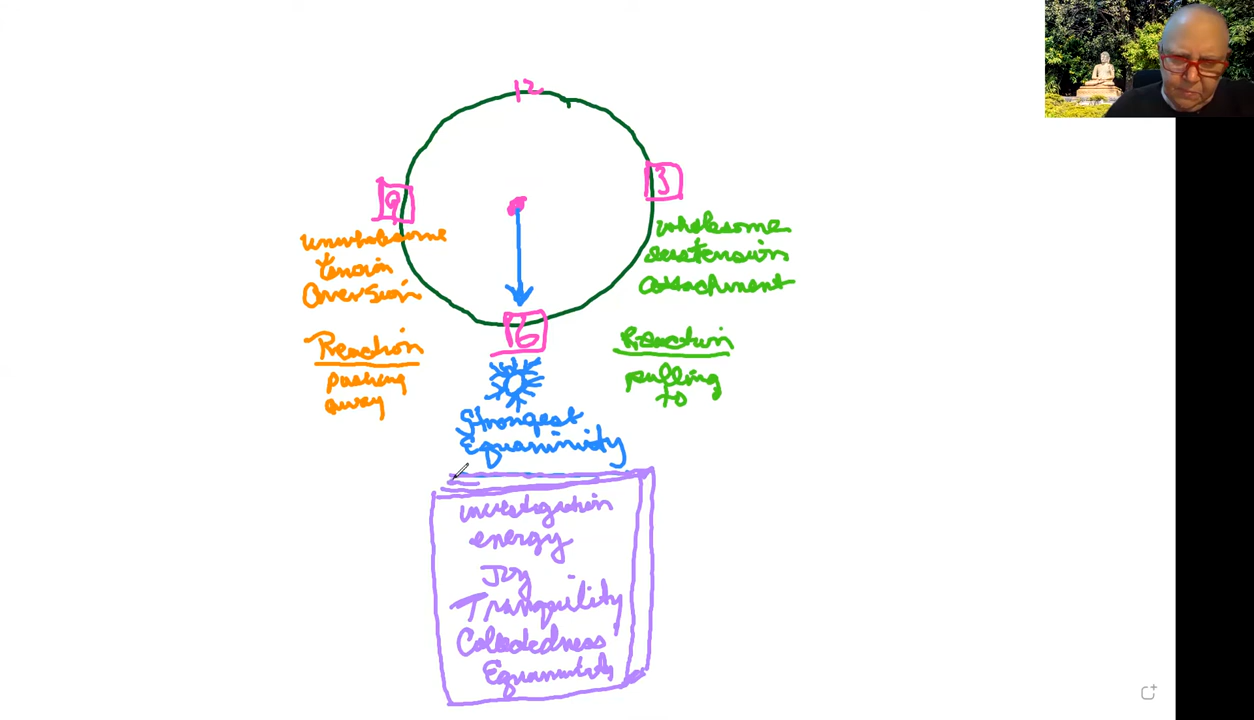 12
9
3
unwholesome
tension
aversion
Reaction
pushing
away
wholesome
attachment
Reaction
pulling
to
6
Strongest
Equanimity
investigation
energy
Joy
Tranquility
Collectedness
Equanimity